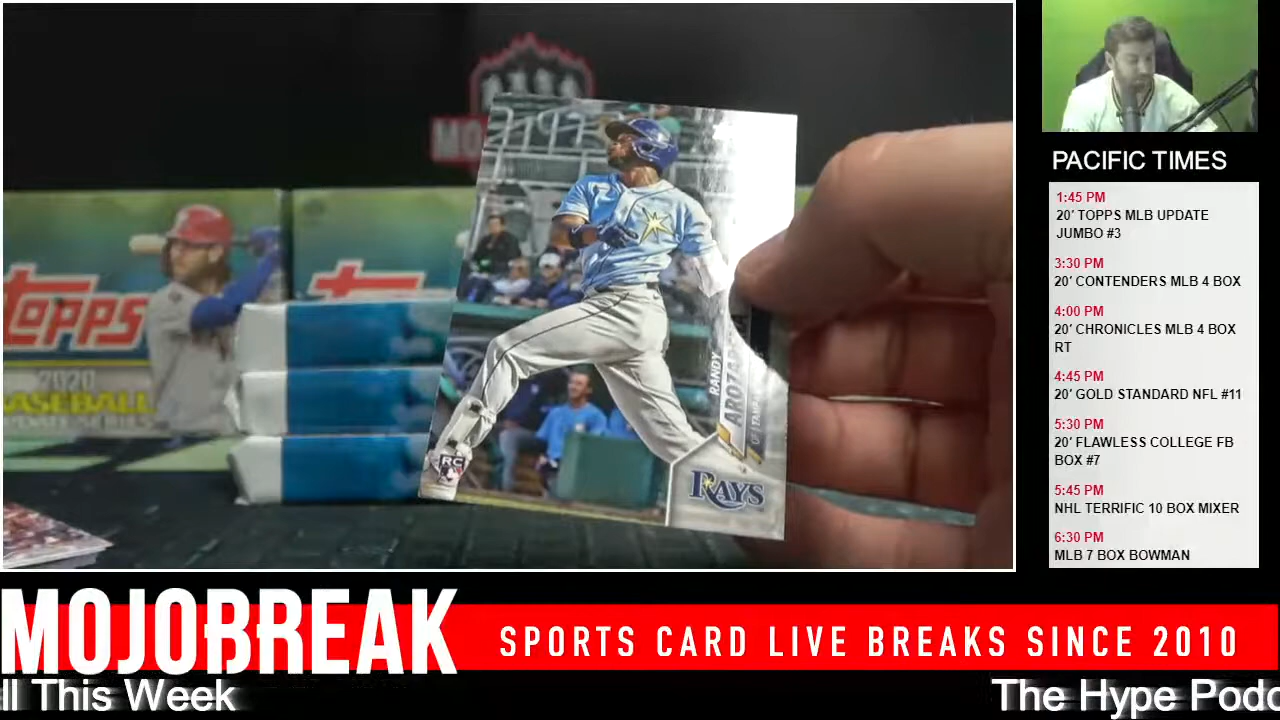 MO
TOPPS
2020
BASEBALL
RANDY
RC
RAYS
PACIFIC TIMES
1:45 PM
20' TOPPS MLB UPDATE
JUMBO #3
3:30 PM
20' CONTENDERS MLB 4 BOX
4:00 PM
20' CHRONICLES MLB 4 BOX
RT
4:45 PM
20' GOLD STANDARD NFL #11
5:30 PM
20' FLAWLESS COLLEGE FB
BOX #7
5:45 PM
NHL TERRIFIC 10 BOX MIXER
6:30 PM
MLB 7 BOX BOWMAN
MOJOBREAK
SPORTS CARD LIVE BREAKS SINCE 2010
ll This Week
The Hype Podc